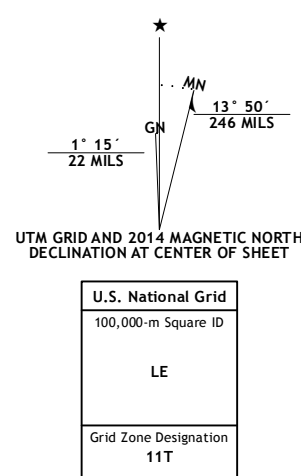 ★
MN
13° 50´
246 MILS
GN
1° 15´
22 MILS
UTM GRID AND 2014 MAGNETIC NORTH
DECLINATION AT CENTER OF SHEET
U.S. National Grid
100,000-m Square ID
LE
Grid Zone Designation
11T